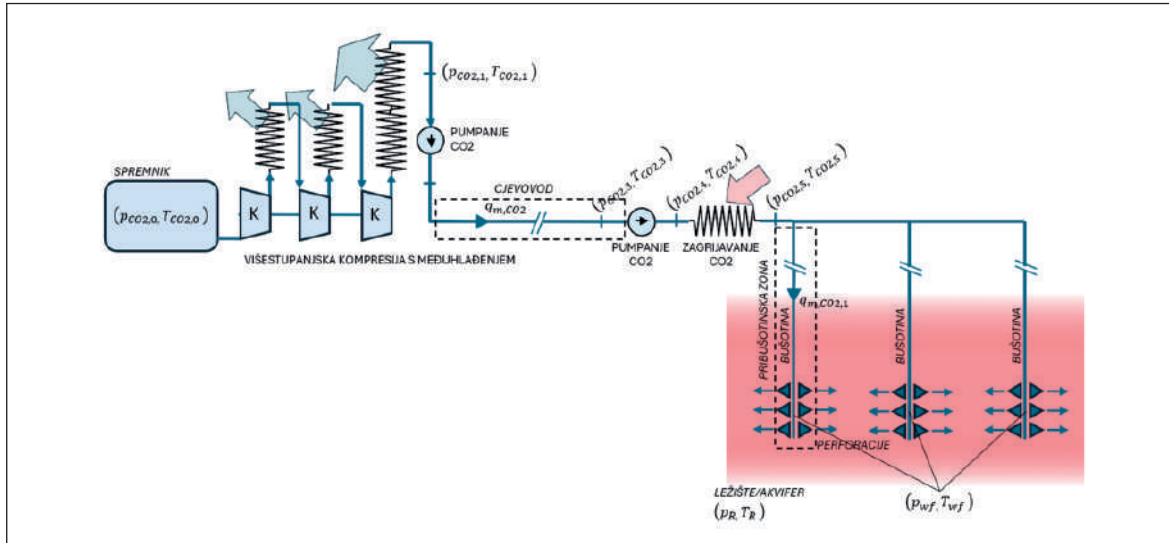 (p_CO2,1, T_CO2,1)
PUMPANJE
CO2
SPREMNIK
(p_CO2,0, T_CO2,0)
K
K
K
VIŠESTUPANJSKA KOMPRESIJA S MEĐUHLAĐENJEM
CJEVOVOD
q_m,CO2
(p_CO2,3, T_CO2,3)
(p_CO2,4, T_CO2,4)
(p_CO2,5, T_CO2,5)
PUMPANJE
CO2
ZAGRIJAVANJE
CO2
PRIBUŠOTINSKA ZONA
q_m,CO2,1
BUŠOTINA
BUŠOTINA
BUŠOTINA
PERFORACIJE
LEŽIŠTE/AKVIFER
(p_R, T_R)
(p_wf, T_wf)